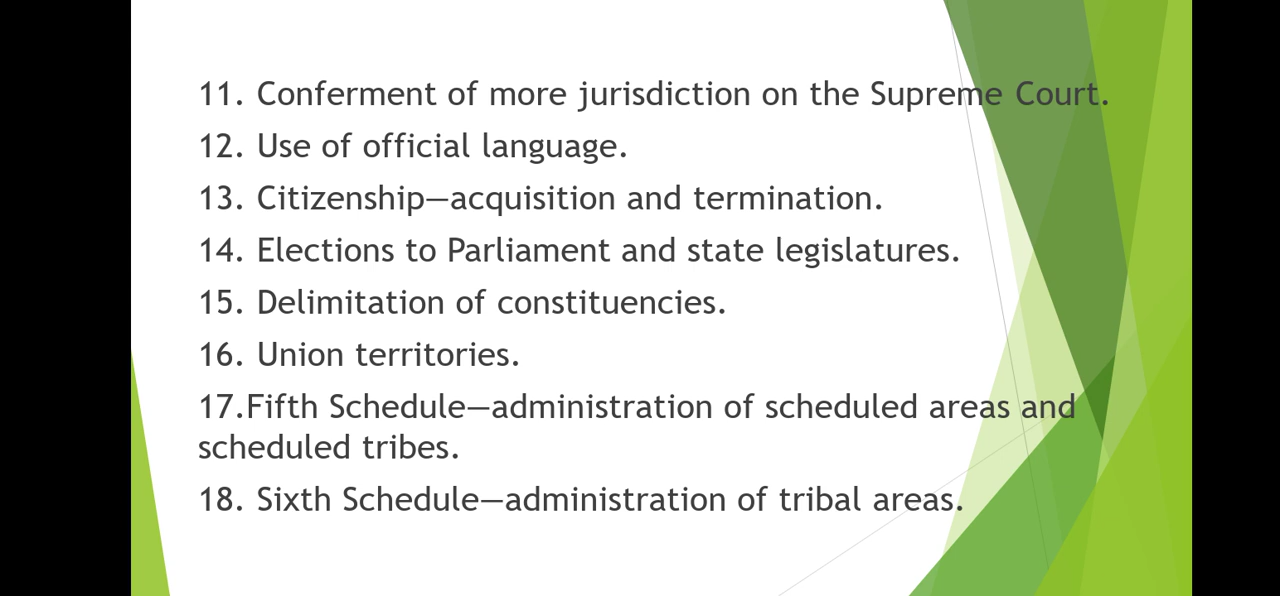 11. Conferment of more jurisdiction on the Supreme Court.
12. Use of official language.
13. Citizenship—acquisition and termination.
14. Elections to Parliament and state legislatures.
15. Delimitation of constituencies.
16. Union territories.
17.Fifth Schedule—administration of scheduled areas and
scheduled tribes.
18. Sixth Schedule—administration of tribal areas.